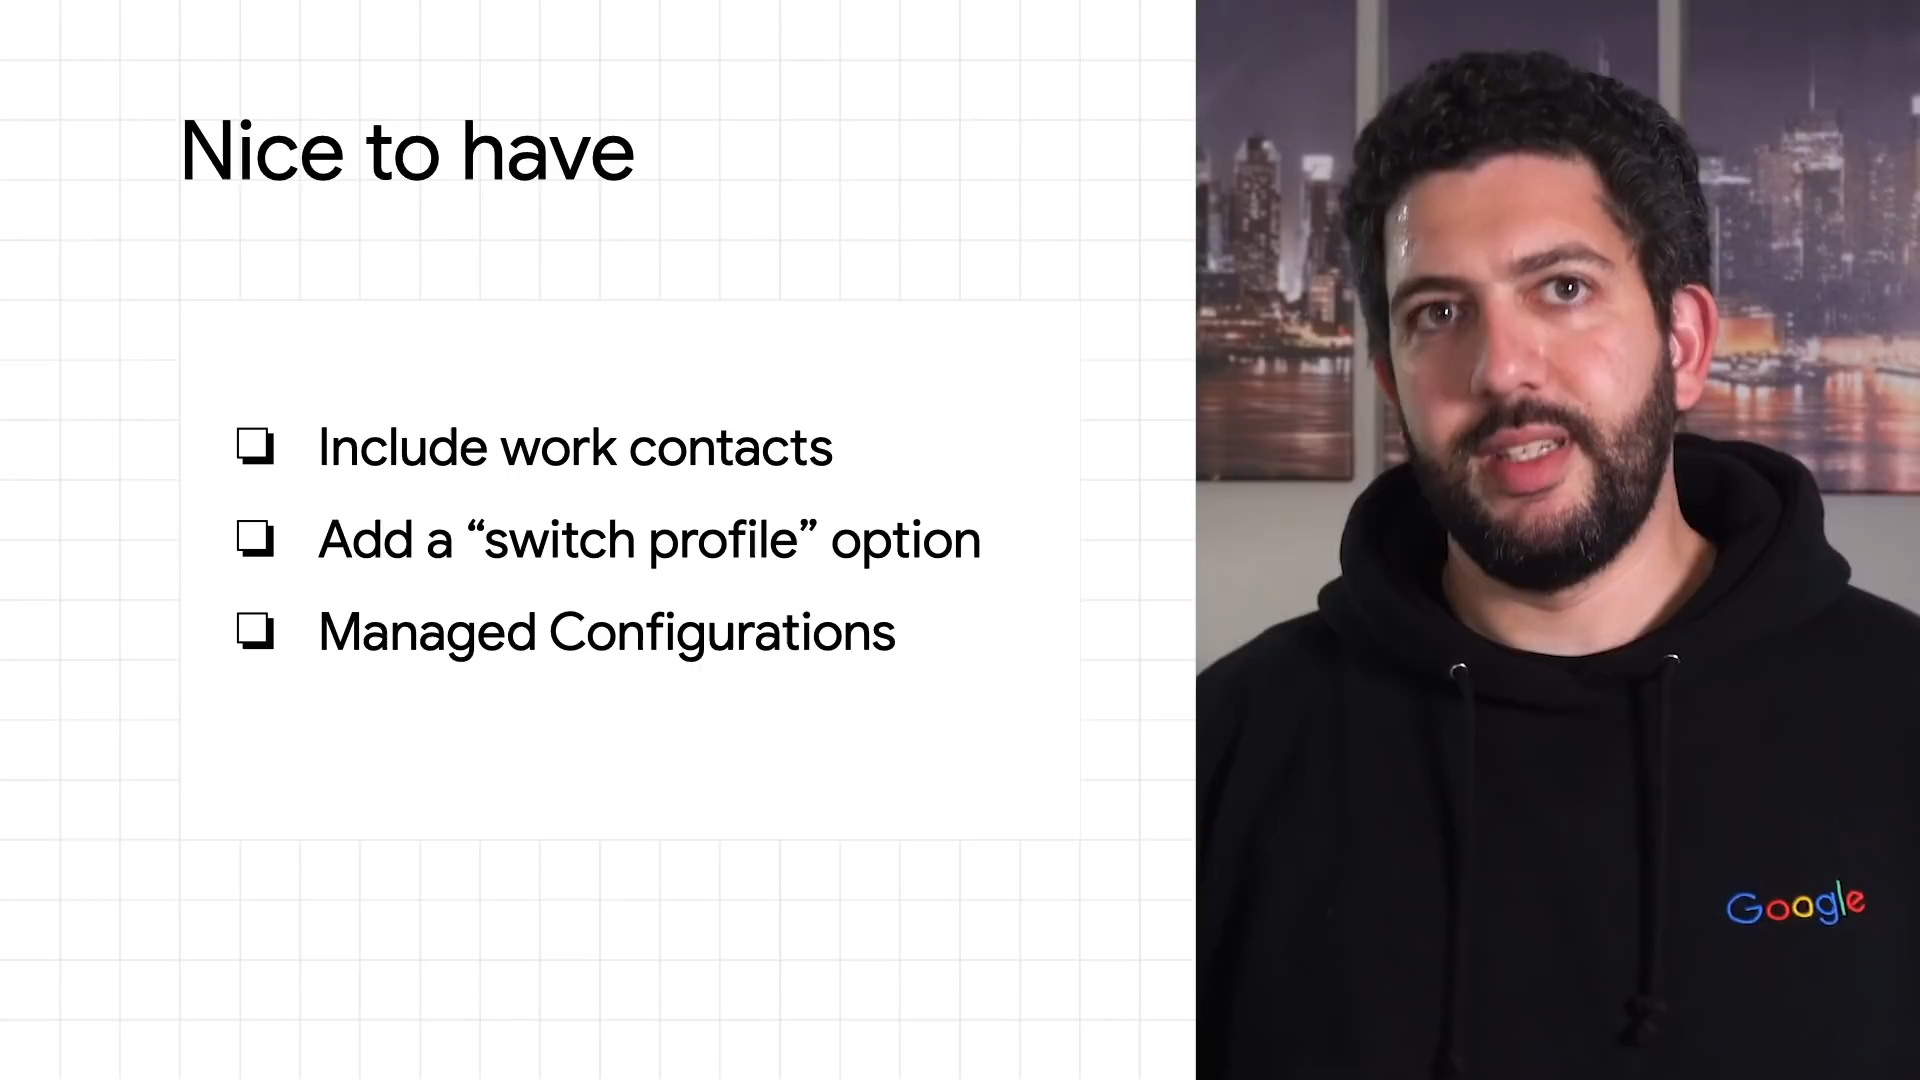 Nice to have
❏ Include work contacts
❏ Add a “switch profile” option
❏ Managed Configurations
Google